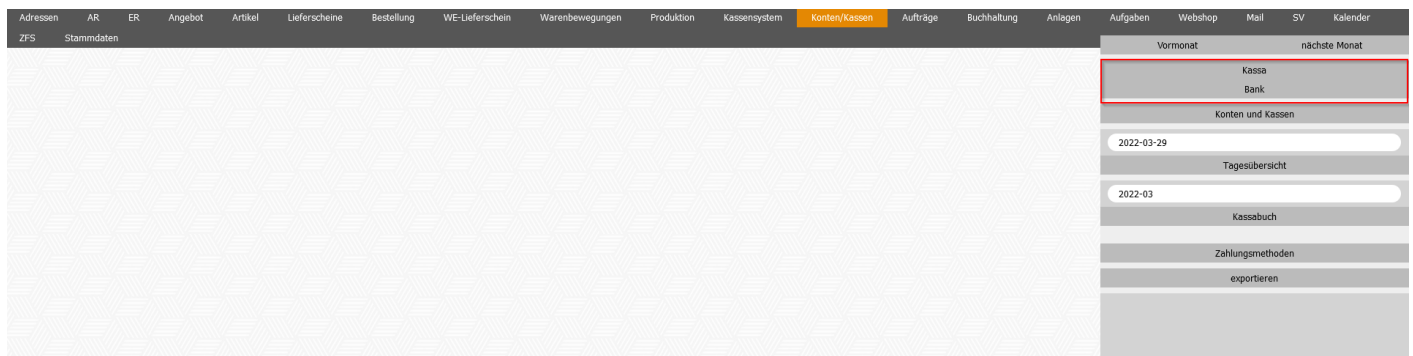 Adressen AR ER Angebot Artikel Lieferscheine Bestellung WE-Lieferschein Warenbewegungen Produktion Kassensystem Konten/Kassen Aufträge Buchhaltung Anlagen Aufgaben Webshop Mail SV Kalender
ZFS Stammdaten
Vormonat nächste Monat
Kassa
Bank
Konten und Kassen
2022-03-29
Tagesübersicht
2022-03
Kassabuch
Zahlungsmethoden
exportieren